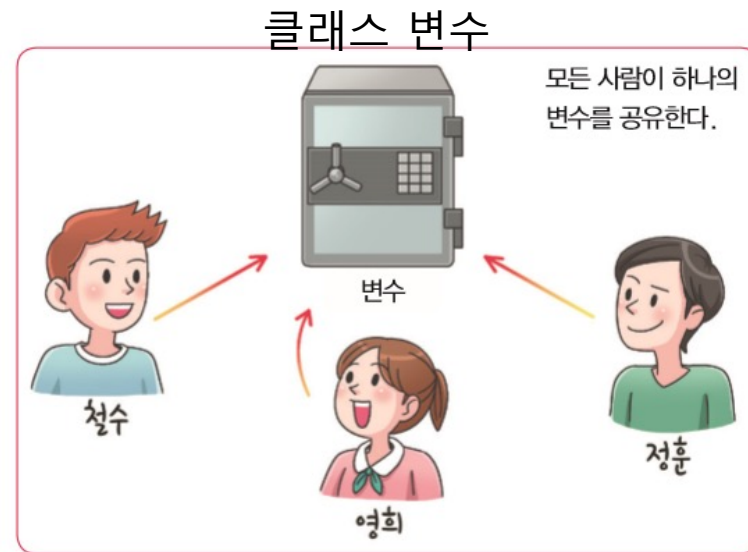 클래스 변수
모든 사람이 하나의
변수를 공유한다.
변수
철수
영희
정훈